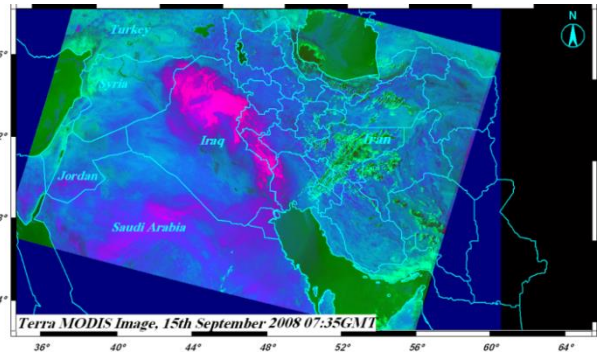 N
Turkey
Syria
Iraq
Iran
Jordan
Saudi Arabia
Terra MODIS Image, 15th September 2008 07:35GMT
36° 40° 44° 48° 52° 56° 60° 64°